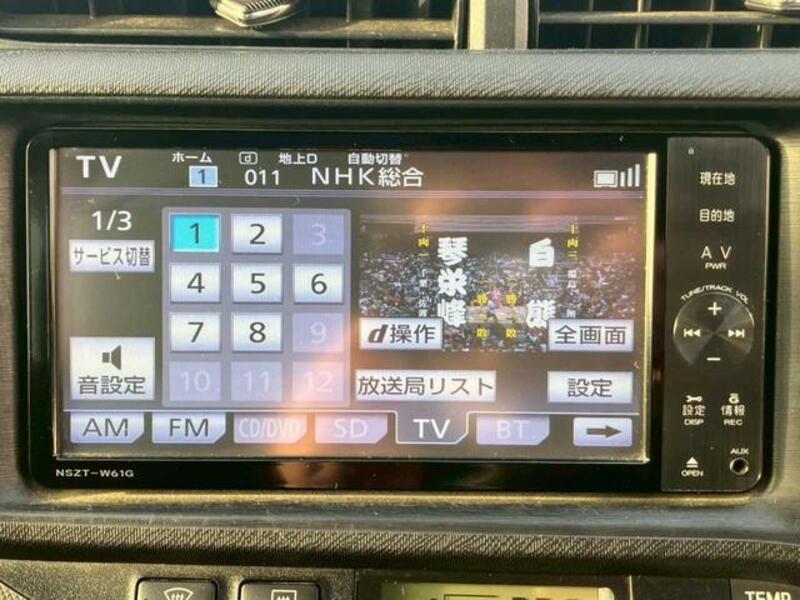 TV ホーム d 地上D 自動切替
1 011 NHK総合
1/3
サービス切替
1 2 3
4 5 6
7 8 9
10 11 12
琴栄峰 白熊
d操作 全画面
音設定
放送局リスト 設定
AM FM CD/DVD SD TV BT
NSZT-W61G
現在地
目的地
AV
PWR
TUNE/TRACK VOL
設定 情報
DISP REC
AUX
OPEN
TEMP